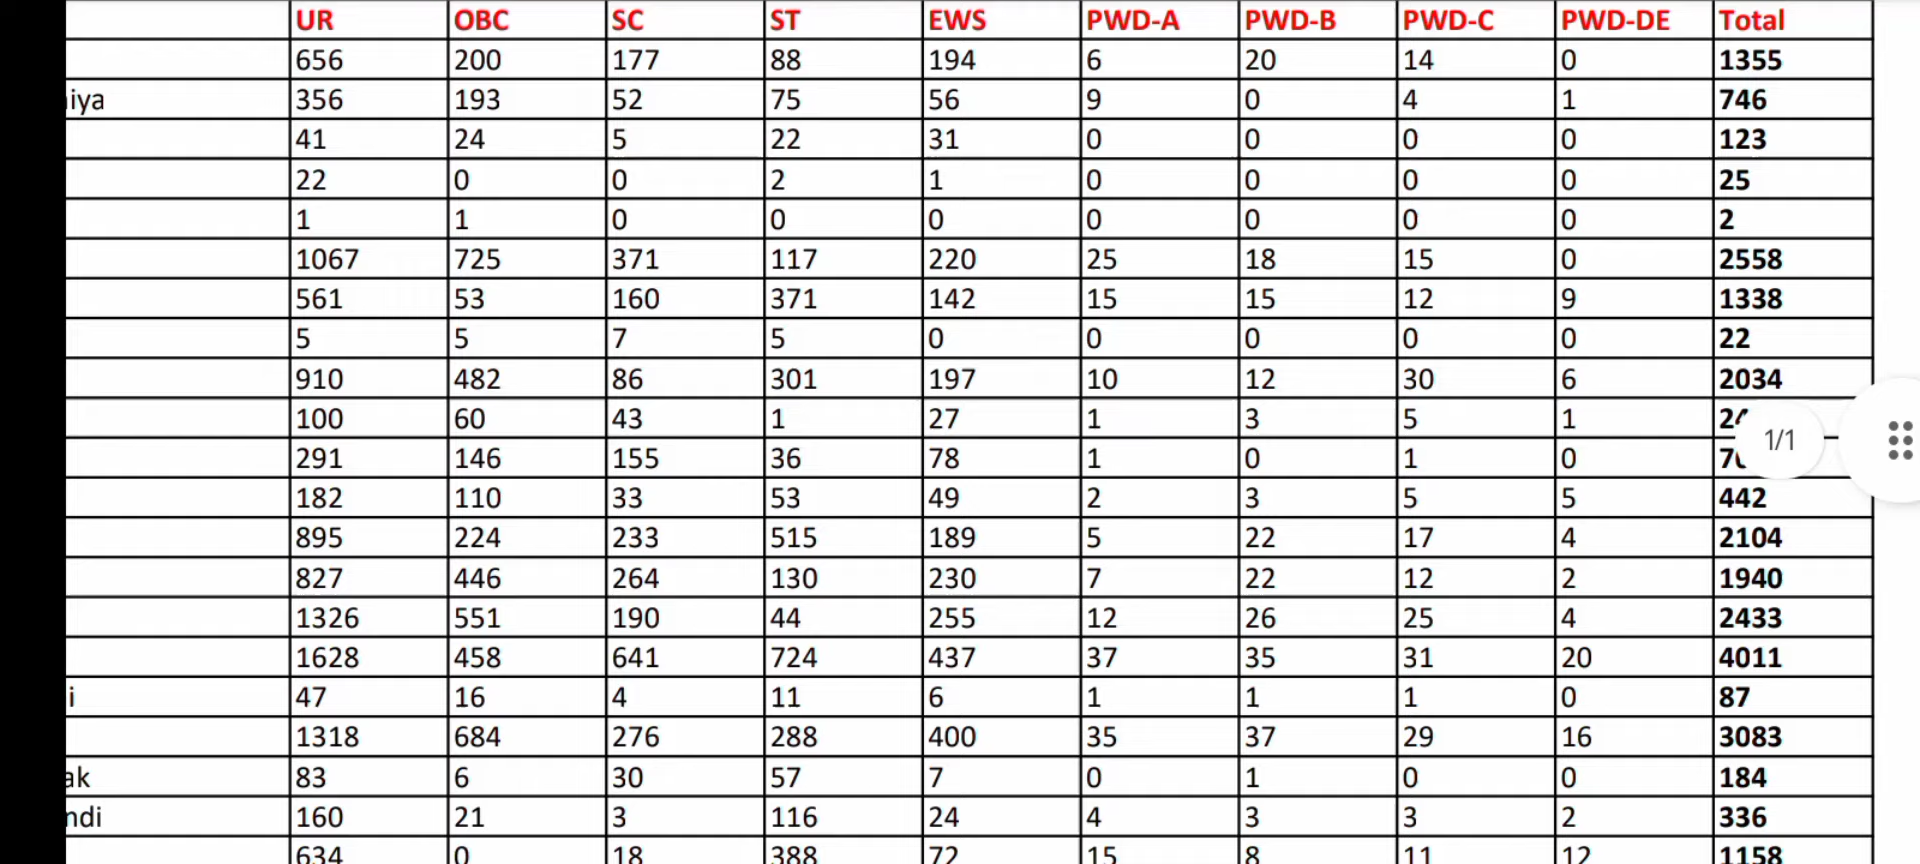 UR OBC SC ST EWS PWD-A PWD-B PWD-C PWD-DE Total
656 200 177 88 194 6 20 14 0 1355
iya 356 193 52 75 56 9 0 4 1 746
41 24 5 22 31 0 0 0 0 123
22 0 0 2 1 0 0 0 0 25
1 1 0 0 0 0 0 0 0 2
1067 725 371 117 220 25 18 15 0 2558
561 53 160 371 142 15 15 12 9 1338
5 5 7 5 0 0 0 0 0 22
910 482 86 301 197 10 12 30 6 2034
100 60 43 1 27 1 3 5 1
1/1
291 146 155 36 78 1 0 1 0
182 110 33 53 49 2 3 5 5 442
895 224 233 515 189 5 22 17 4 2104
827 446 264 130 230 7 22 12 2 1940
1326 551 190 44 255 12 26 25 4 2433
1628 458 641 724 437 37 35 31 20 4011
i 47 16 4 11 6 1 1 1 0 87
1318 684 276 288 400 35 37 29 16 3083
ak 83 6 30 57 7 0 1 0 0 184
ndi 160 21 3 116 24 4 3 3 2 336
634 0 18 388 72 15 8 11 12 1158